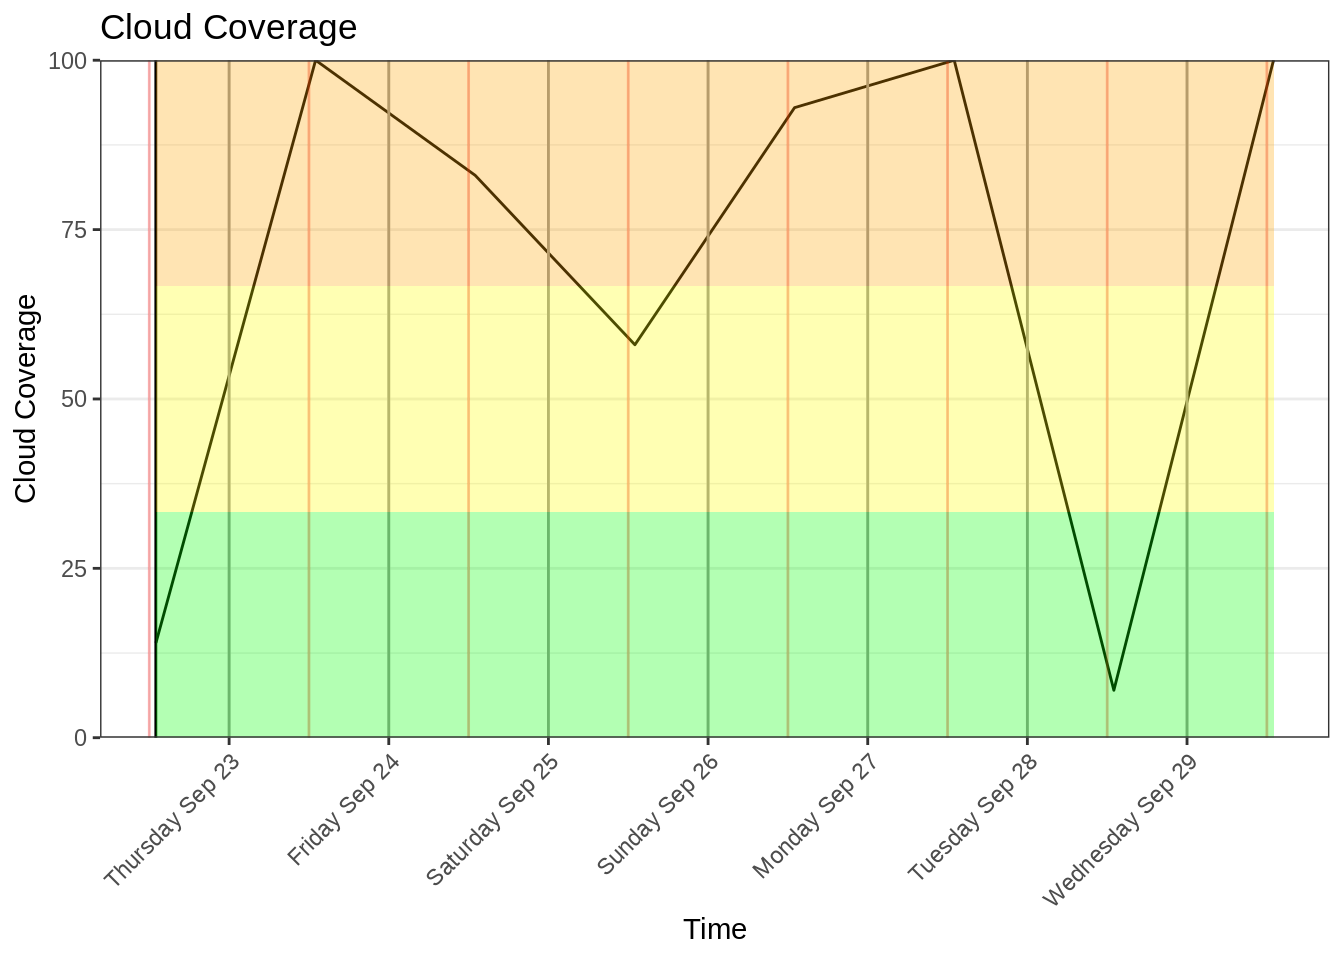 Cloud Coverage
100
75
50
25
0
Cloud Coverage
Thursday Sep 23
Friday Sep 24
Saturday Sep 25
Sunday Sep 26
Monday Sep 27
Tuesday Sep 28
Wednesday Sep 29
Time